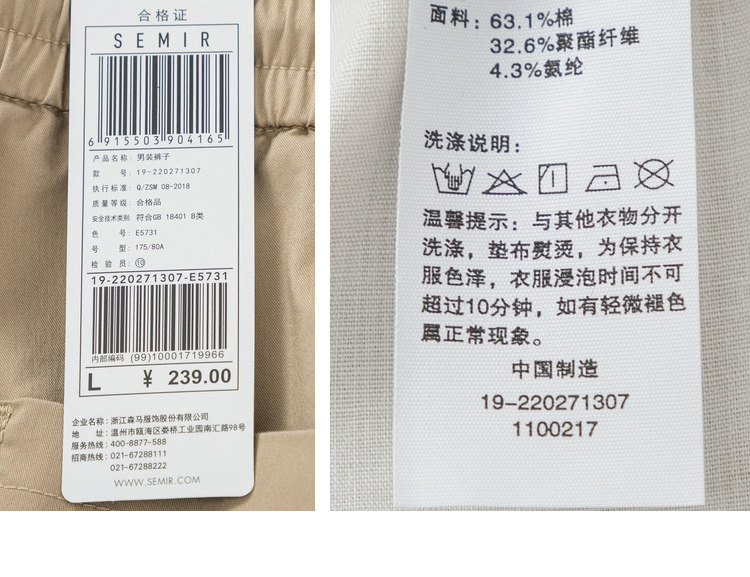 合格证
SEMIR
6 915503 904165
产品名称: 男装裤子
款 号: 19-220271307
执行标准: Q/ZSM 08-2018
质量等级: 合格品
安全技术类别 符合GB 18401 B类
色 号: E5731
号 型: 175/80A
检 验 员: ⑩
19-220271307-E5731
内部编码 (99)10001719966
L ¥ 239.00
企业名称: 浙江森马服饰股份有限公司
地 址: 温州市瓯海区娄桥工业园南汇路98号
服务热线: 400-8877-588
招商热线: 021-67288111
021-67288222
WWW.SEMIR.COM
面料: 63.1%棉
32.6%聚酯纤维
4.3%氨纶
洗涤说明:
温馨提示: 与其他衣物分开
洗涤, 垫布熨烫, 为保持衣
服色泽, 衣服浸泡时间不可
超过10分钟, 如有轻微褪色
属正常现象。
中国制造
19-220271307
1100217